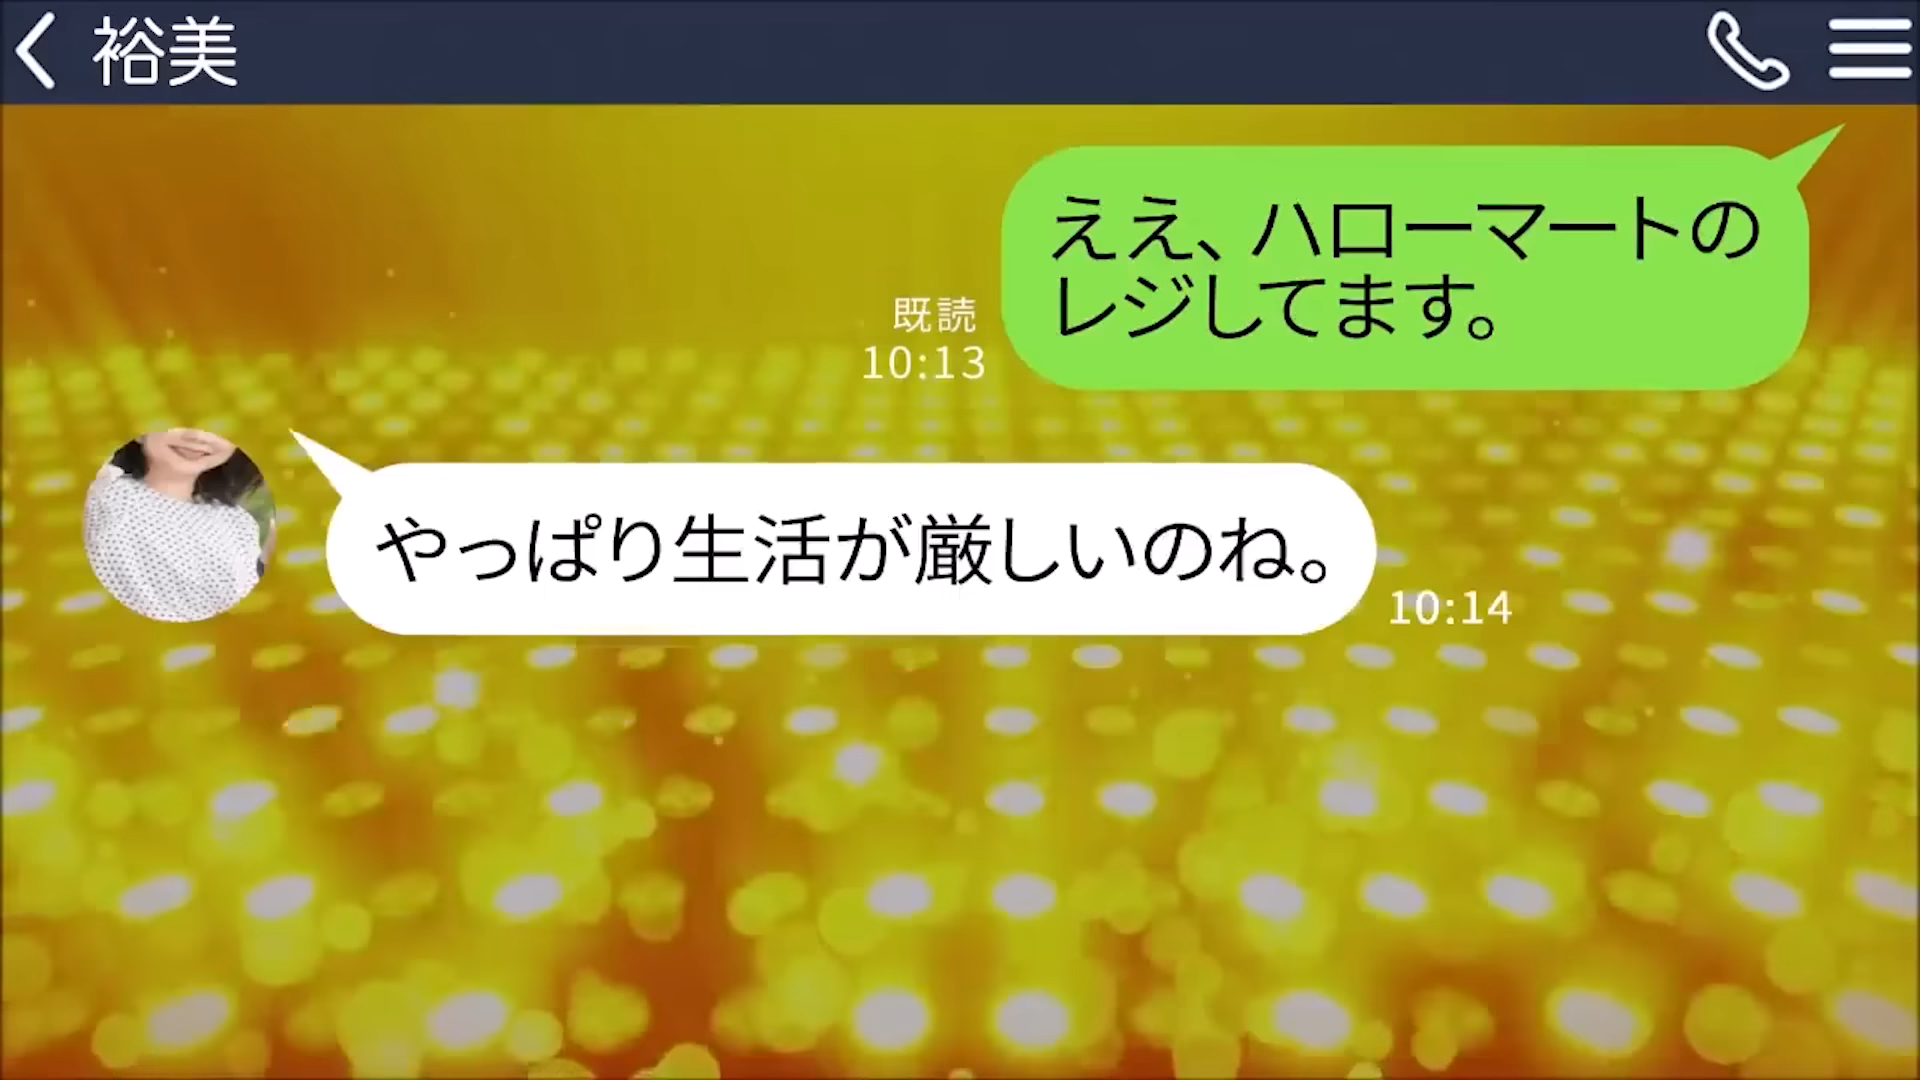 裕美
ええ、ハローマートの
レジしてます。
既読
10:13
やっぱり生活が厳しいのね。
10:14